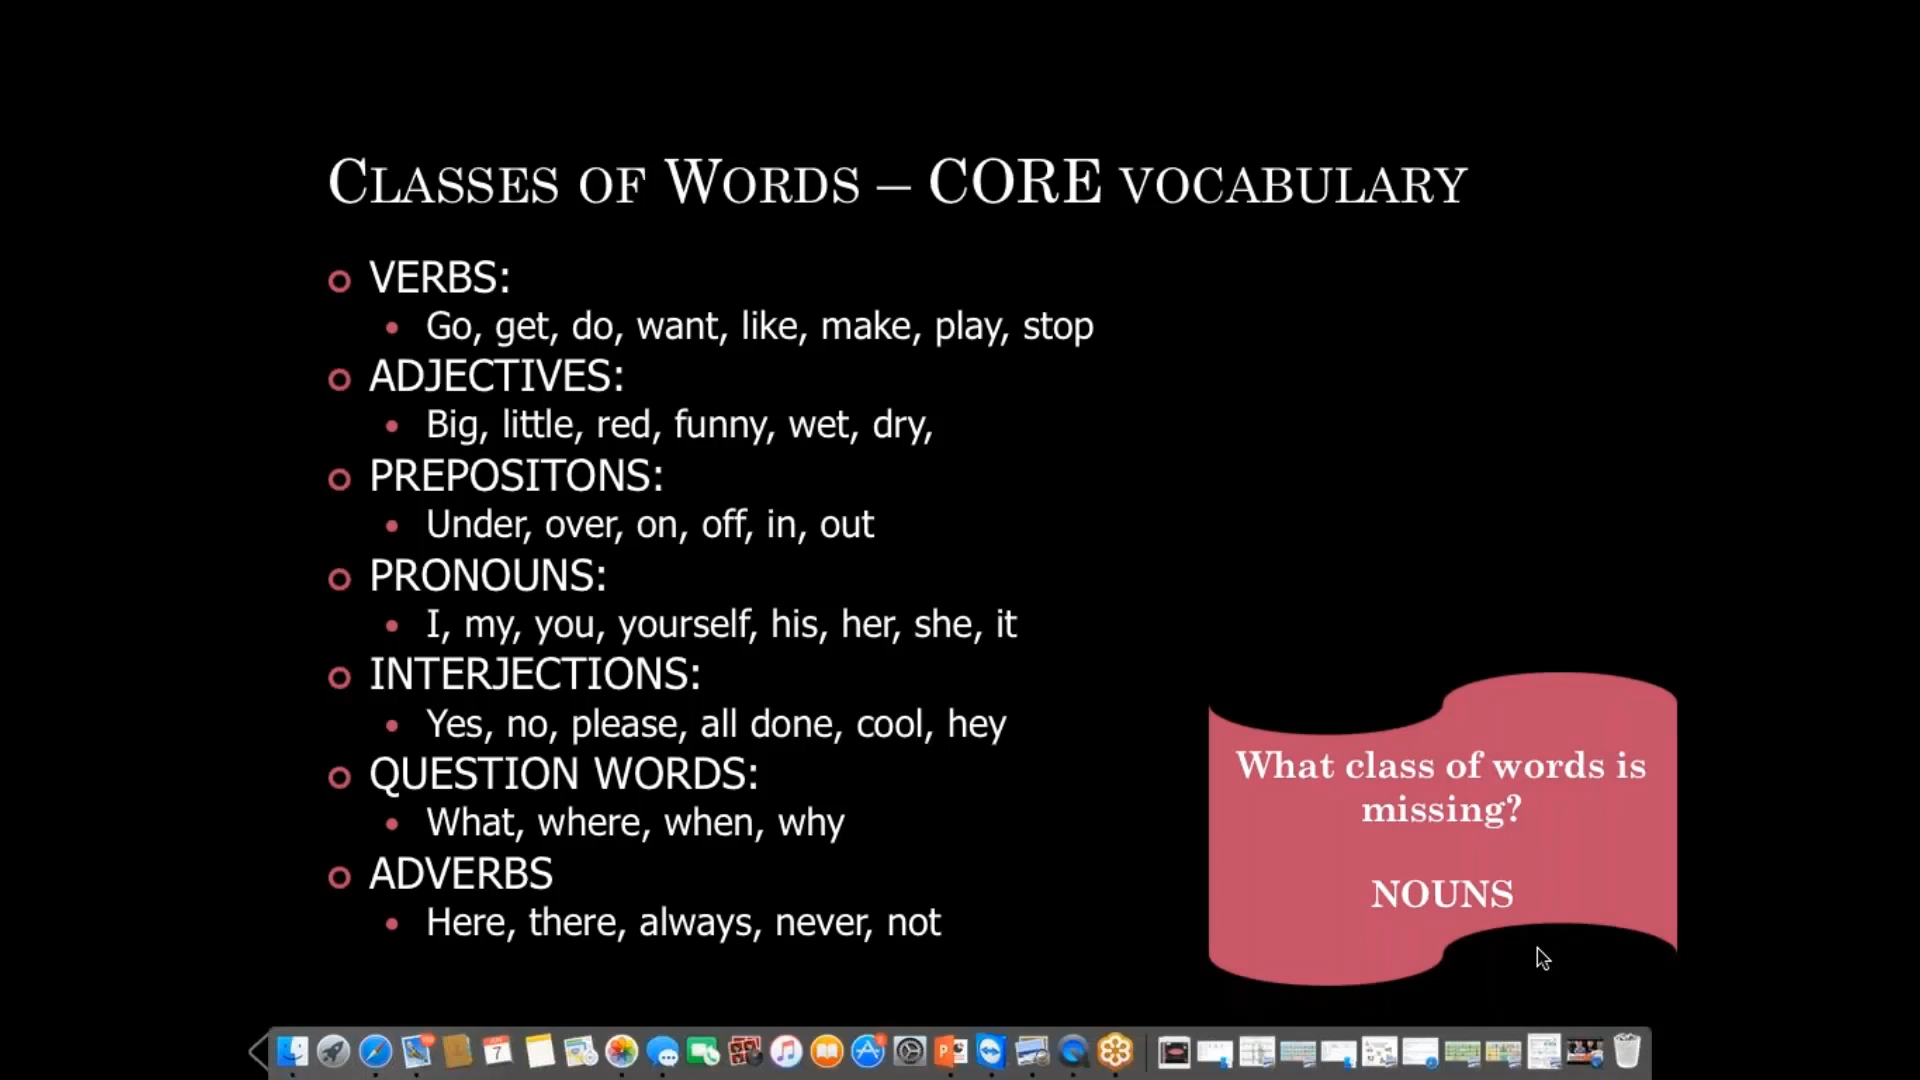 CLASSES OF WORDS – CORE VOCABULARY
VERBS:
Go, get, do, want, like, make, play, stop
ADJECTIVES:
Big, little, red, funny, wet, dry,
PREPOSITONS:
Under, over, on, off, in, out
PRONOUNS:
I, my, you, yourself, his, her, she, it
INTERJECTIONS:
Yes, no, please, all done, cool, hey
QUESTION WORDS:
What, where, when, why
ADVERBS
Here, there, always, never, not
What class of words is
missing?
NOUNS
7